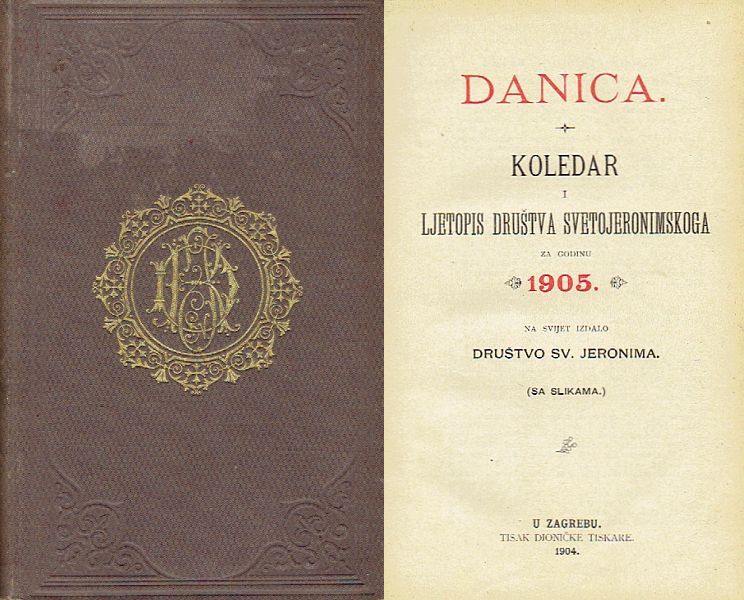 DANICA.
KOLEDAR
I
LJETOPIS DRUŠTVA SVETOJERONIMSKOGA
ZA GODINU
1905.
NA SVIJET IZDALO
DRUŠTVO SV. JERONIMA.
(SA SLIKAMA.)
U ZAGREBU.
TISAK DIONIČKE TISKARE.
1904.